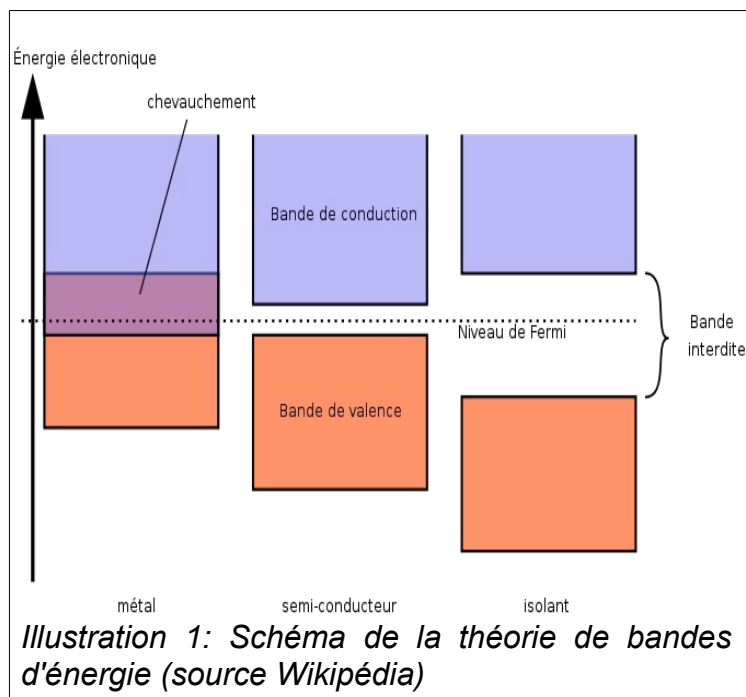 Énergie électronique
chevauchement
Bande de conduction
Niveau de Fermi
Bande
interdite
Bande de valence
métal
semi-conducteur
isolant
Illustration 1: Schéma de la théorie de bandes
d'énergie (source Wikipédia)